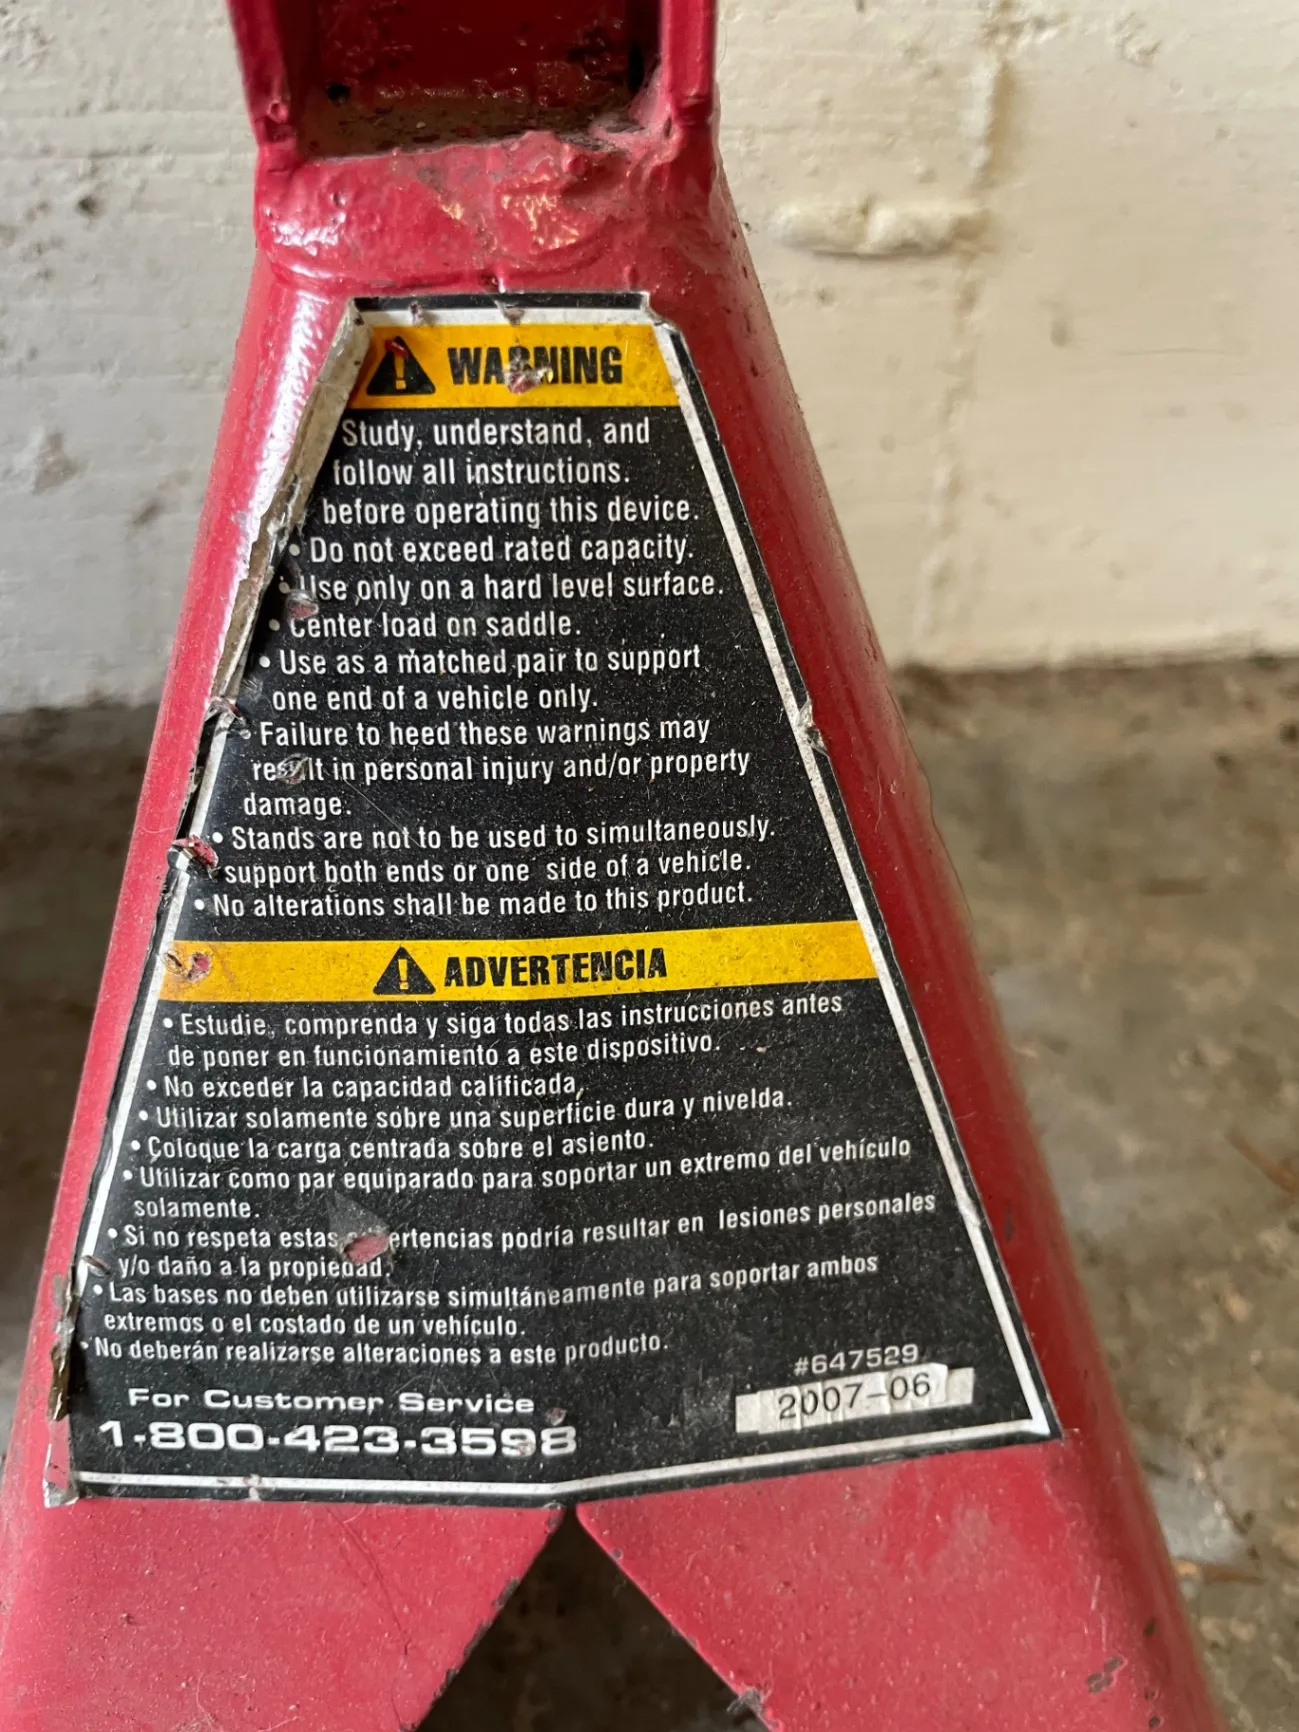 WARNING
Study, understand, and
follow all instructions.
before operating this device.
• Do not exceed rated capacity.
• Use only on a hard level surface.
• Center load on saddle.
• Use as a matched pair to support
one end of a vehicle only.
• Failure to heed these warnings may
result in personal injury and/or property
damage.
• Stands are not to be used to simultaneously.
support both ends or one side of a vehicle.
• No alterations shall be made to this product.
ADVERTENCIA
• Estudie, comprenda y siga todas las instrucciones antes
de poner en funcionamiento a este dispositivo.
• No exceder la capacidad calificada.
• Utilizar solamente sobre una superficie dura y nivelda.
• Coloque la carga centrada sobre el asiento.
• Utilizar como par equiparado para soportar un extremo del vehículo
solamente.
• Si no respeta estas advertencias podría resultar en lesiones personales
y/o daño a la propiedad.
• Las bases no deben utilizarse simultáneamente para soportar ambos
extremos o el costado de un vehículo.
• No deberán realizarse alteraciones a este producto.
#647529
2007-06
For Customer Service
1-800-423-3598